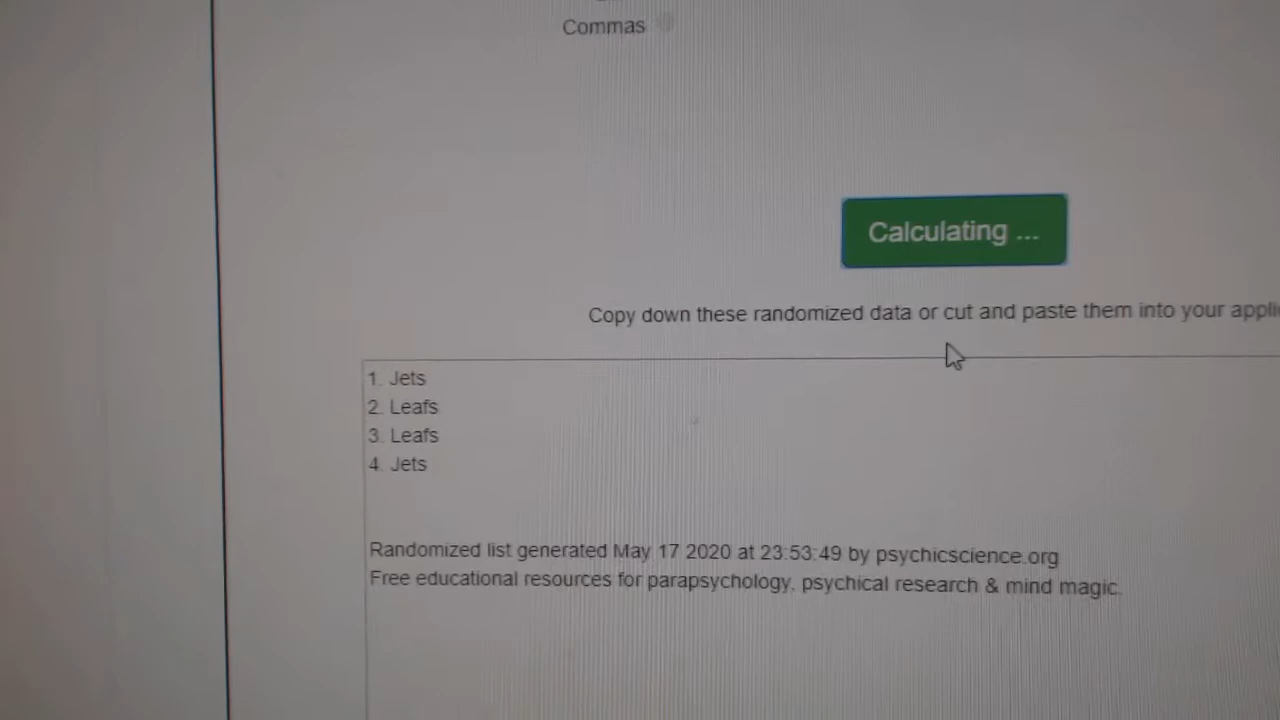 Commas
Calculating ...
Copy down these randomized data or cut and paste them into your
1. Jets
2. Leafs
3. Leafs
4. Jets
Randomized list generated May 17 2020 at 23:53:49 by psychicscience.org
Free educational resources for parapsychology, psychical research & mind magic.